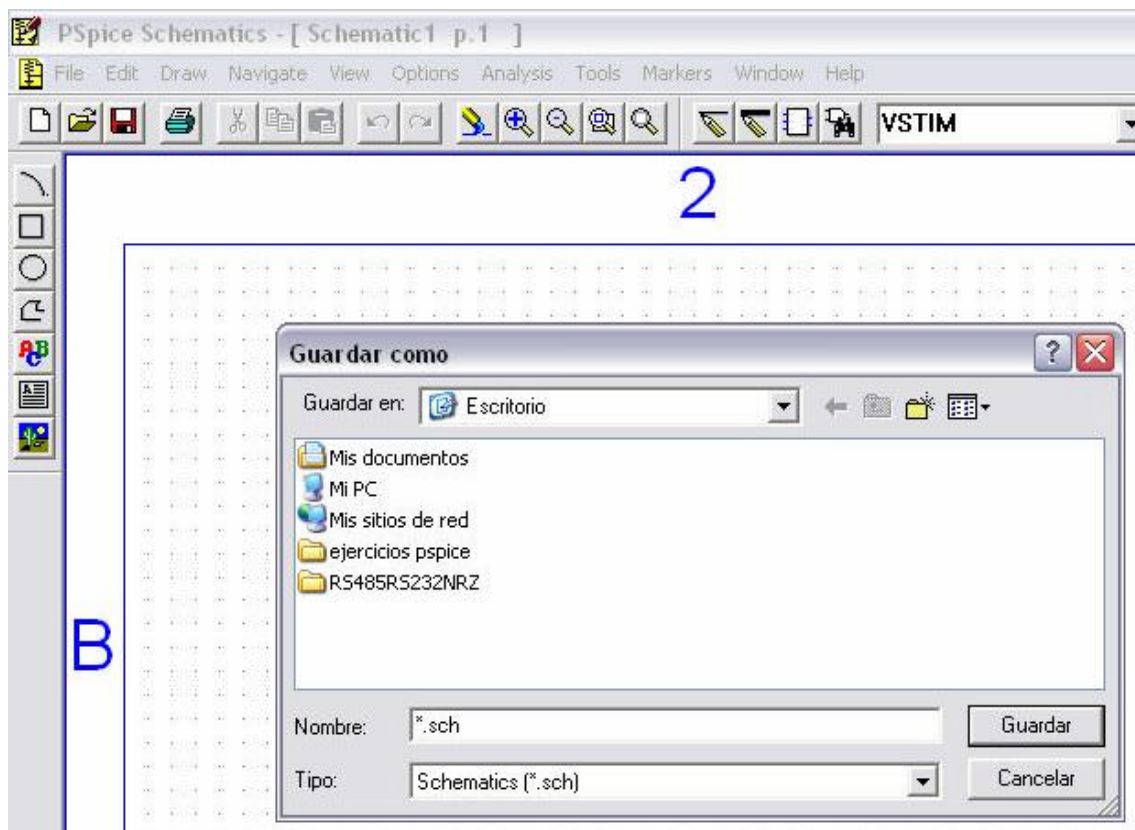 PSpice Schematics - [ Schematic1 p.1 ]
File Edit Draw Navigate View Options Analysis Tools Markers Window Help
VSTIM
2
Guardar como
Guardar en: Escritorio
Mis documentos
Mi PC
Mis sitios de red
ejercicios pspice
RS485RS232NRZ
B
Nombre: *.sch Guardar
Tipo: Schematics (*.sch) Cancelar